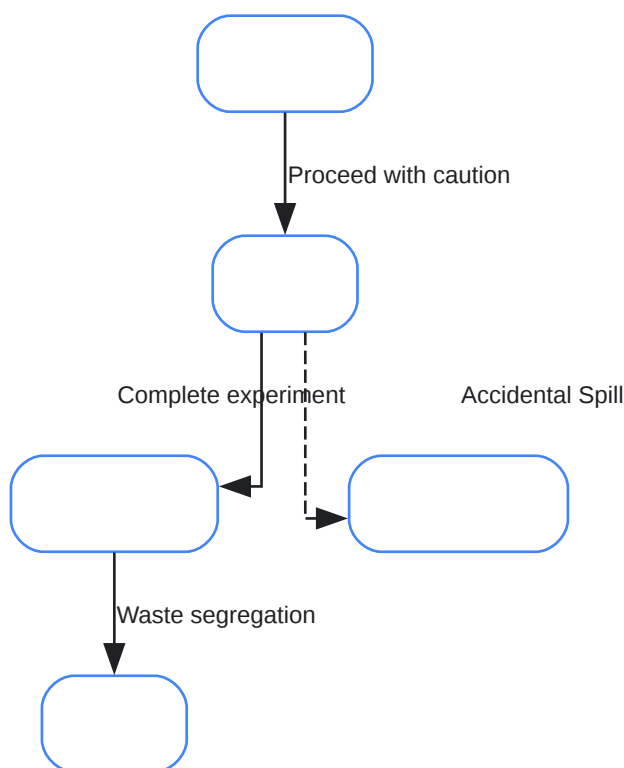 Proceed with caution
Complete experiment
Accidental Spill
Waste segregation